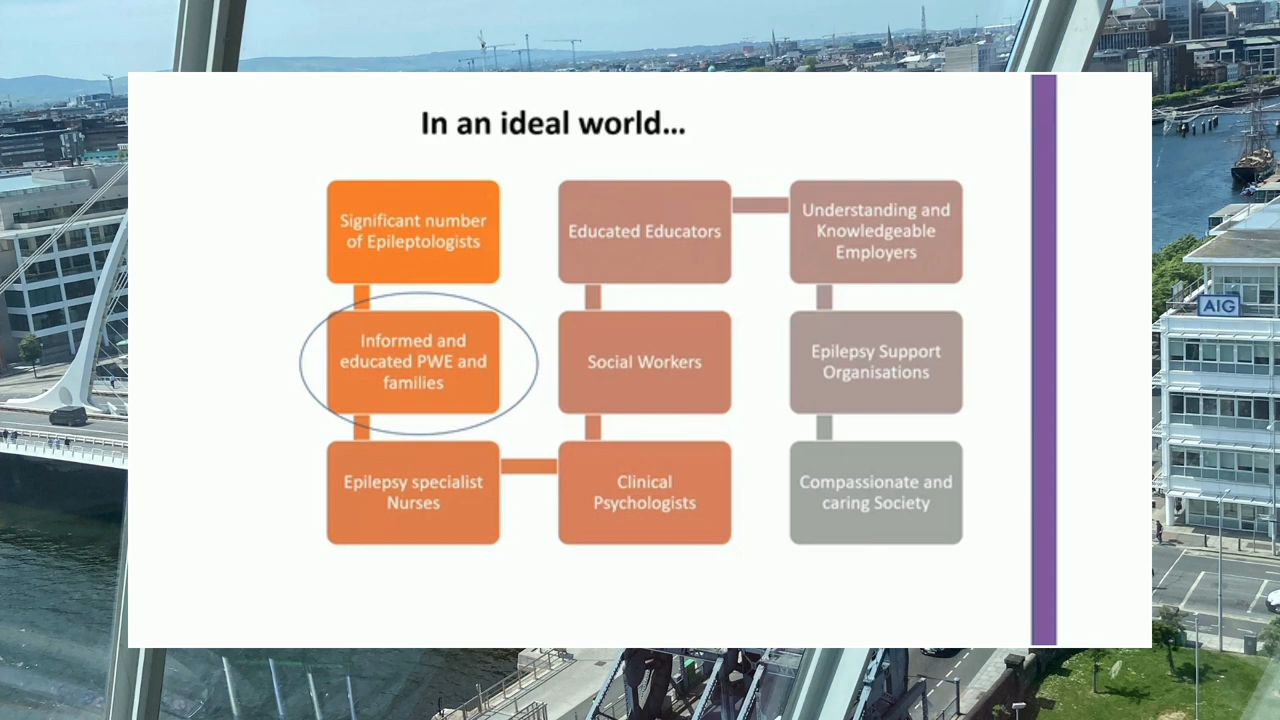 In an ideal world...
Significant number
of Epileptologists
Informed and
educated PWE and
families
Epilepsy specialist
Nurses
Educated Educators
Social Workers
Clinical
Psychologists
Understanding and
Knowledgeable
Employers
Epilepsy Support
Organisations
Compassionate and
caring Society
AIG